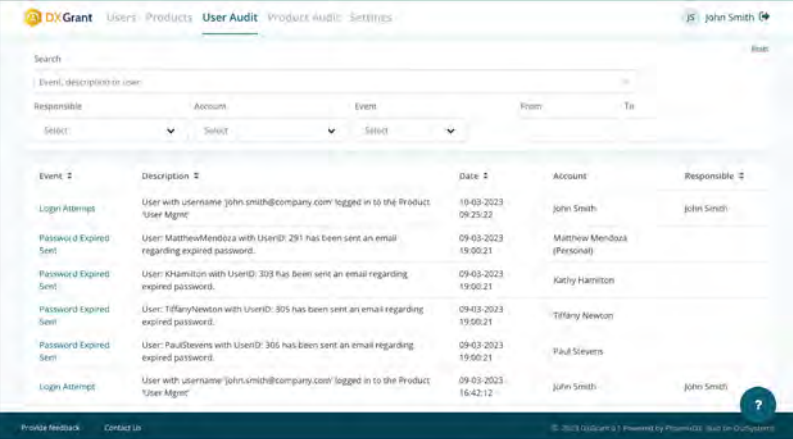 DXGrant Users Products User Audit Product Audit Settings JS John Smith
Reset
Search
Event, description or user
Responsible Account Event From To
Select Select Select
Event Description Date Account Responsible
Login Attempt User with username 'john.smith@company.com' logged in to the Product 10-03-2023 John Smith John Smith
'User Mgmt' 09:25:22
Password Expired User: MatthewMendoza with UserID: 291 has been sent an email 09-03-2023 Matthew Mendoza
Sent regarding expired password. 19:00:21 (Personal)
Password Expired User: KHamilton with UserID: 303 has been sent an email regarding 09-03-2023 Kathy Hamilton
Sent expired password. 19:00:21
Password Expired User: TiffanyNewton with UserID: 305 has been sent an email regarding 09-03-2023 Tiffany Newton
Sent expired password. 19:00:21
Password Expired User: PaulStevens with UserID: 306 has been sent an email regarding 09-03-2023 Paul Stevens
Sent expired password. 19:00:21
Login Attempt User with username 'john.smith@company.com' logged in to the Product 09-03-2023 John Smith John Smith
'User Mgmt' 16:42:12
?
Provide feedback Contact Us © 2023 DXGrant Powered by PhoenixDX. Built on OutSystems